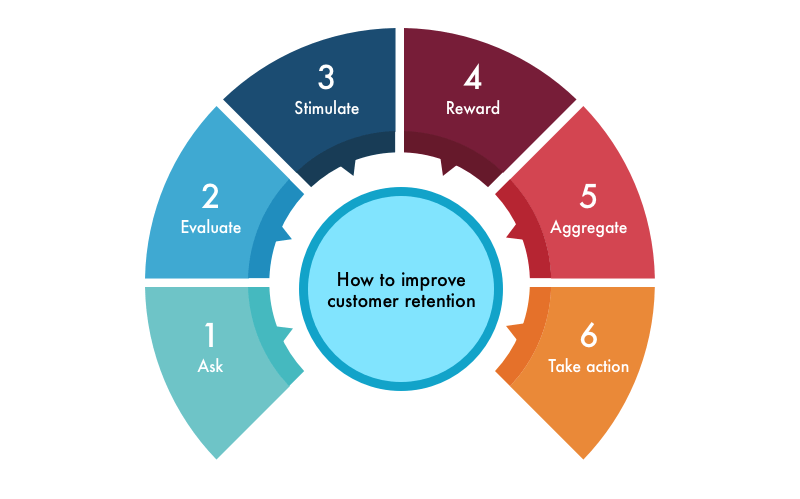 How to improve
customer retention
1
Ask
2
Evaluate
3
Stimulate
4
Reward
5
Aggregate
6
Take action